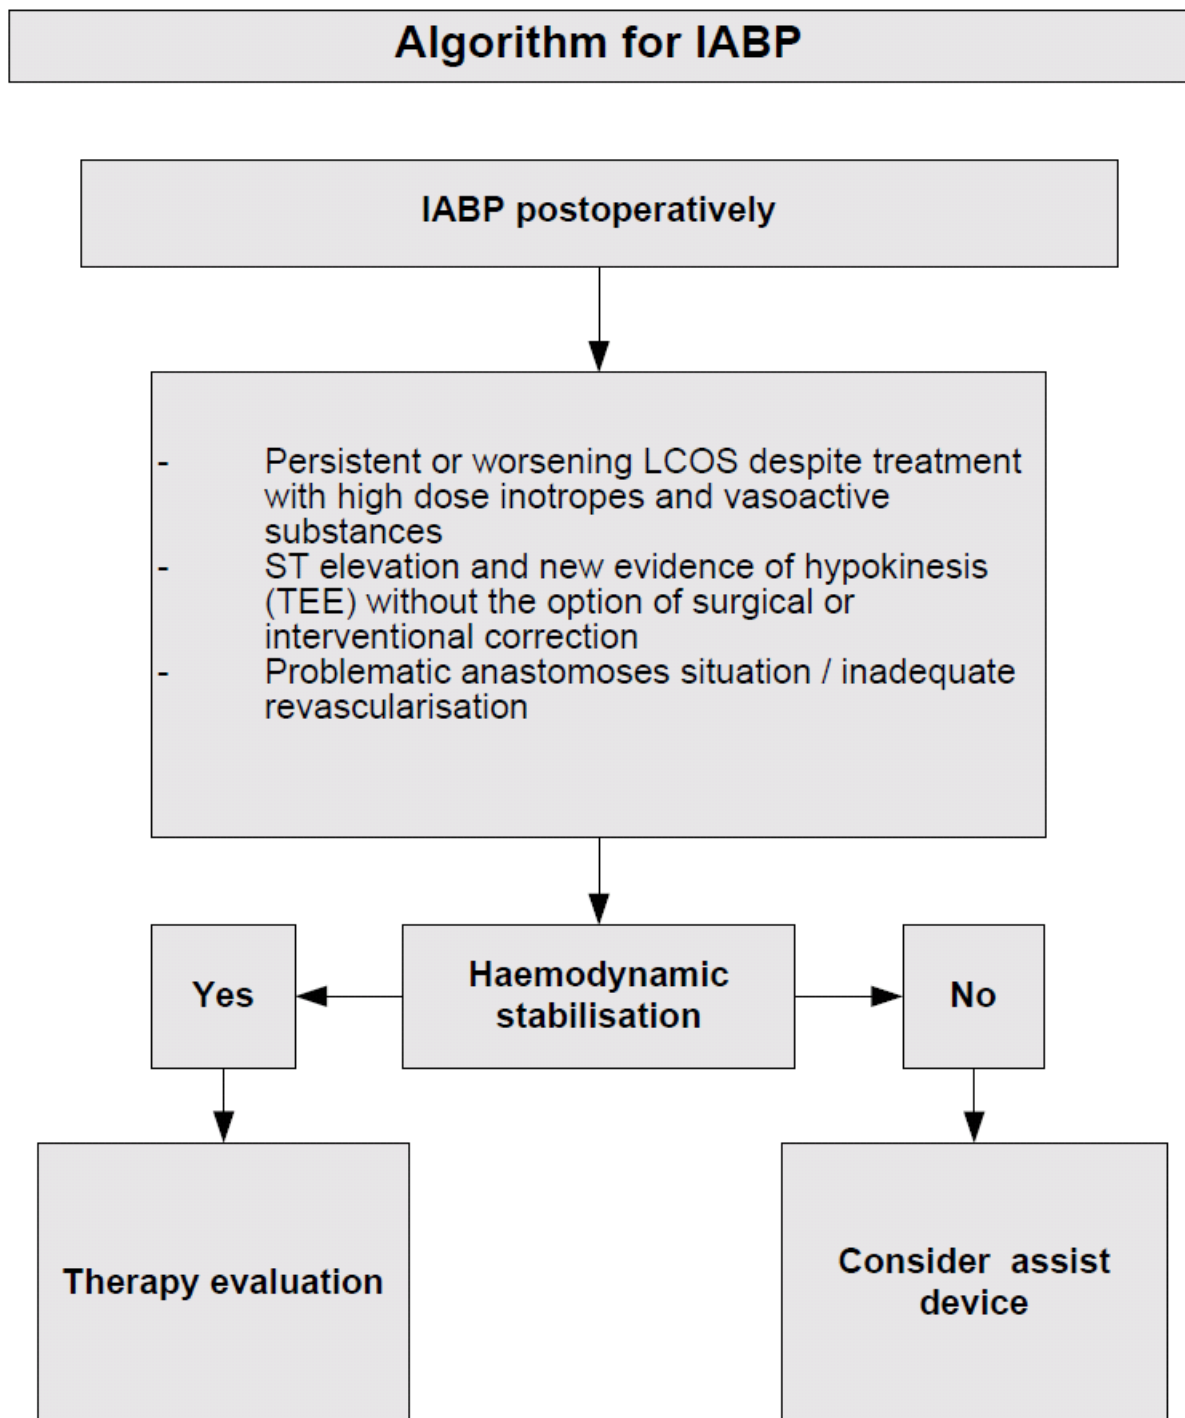 Algorithm for IABP
IABP postoperatively
- Persistent or worsening LCOS despite treatment
with high dose inotropes and vasoactive
substances
- ST elevation and new evidence of hypokinesis
(TEE) without the option of surgical or
interventional correction
- Problematic anastomoses situation / inadequate
revascularisation
Yes
Haemodynamic
stabilisation
No
Therapy evaluation
Consider assist
device